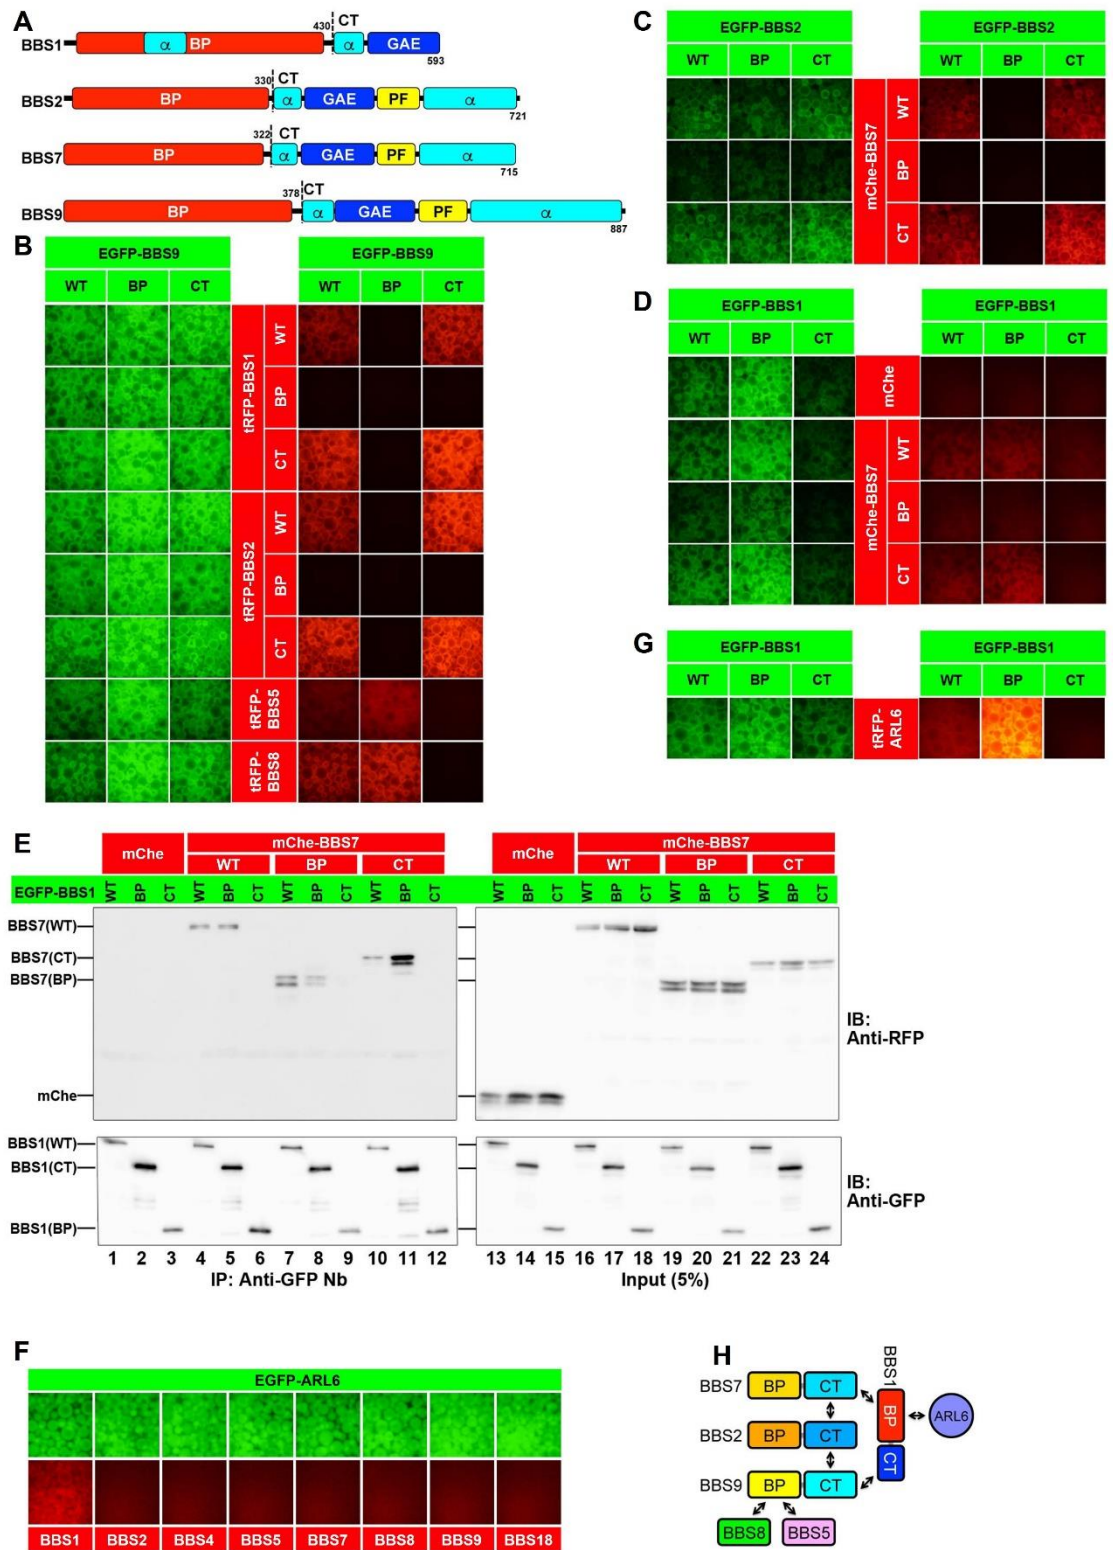 A
430 CT
BBS1 α BP α GAE
593
330 CT
BBS2 BP α GAE PF α
721
322 CT
BBS7 BP α GAE PF α
715
378 CT
BBS9 BP α GAE PF α
887
B
EGFP-BBS9 EGFP-BBS9
WT BP CT WT BP CT
tRFP-BBS1
WT
BP
CT
tRFP-BBS2
WT
BP
CT
tRFP-
BBS5
tRFP-
BBS8
C
EGFP-BBS2 EGFP-BBS2
WT BP CT WT BP CT
mChe-BBS7
WT
BP
CT
D
EGFP-BBS1 EGFP-BBS1
WT BP CT WT BP CT
mChe
mChe-BBS7
WT
BP
CT
G
EGFP-BBS1 EGFP-BBS1
WT BP CT WT BP CT
tRFP-
ARL6
E
mChe mChe-BBS7 mChe mChe-BBS7
WT BP CT WT BP CT
EGFP-BBS1 WT BP CT WT BP CT WT BP CT WT BP CT WT BP CT WT BP CT WT BP CT WT BP CT
BBS7(WT)
BBS7(CT)
BBS7(BP)
mChe
IB:
Anti-RFP
BBS1(WT)
BBS1(CT)
BBS1(BP)
IB:
Anti-GFP
1 2 3 4 5 6 7 8 9 10 11 12 13 14 15 16 17 18 19 20 21 22 23 24
IP: Anti-GFP Nb Input (5%)
F
EGFP-ARL6
BBS1 BBS2 BBS4 BBS5 BBS7 BBS8 BBS9 BBS18
H
BBS1
BBS7 BP CT
BP ARL6
BBS2 BP CT
CT
BBS9 BP CT
BBS8 BBS5